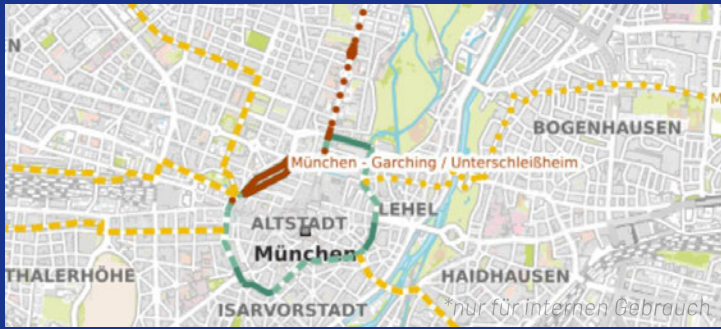 N
BOGENHAUSEN
M
München - Garching / Unterschleißheim
LEHEL
ALTSTADT
München
THALERHÖHE
HAIDHAUSEN
ISARVORSTADT
*nur für internen Gebrauch